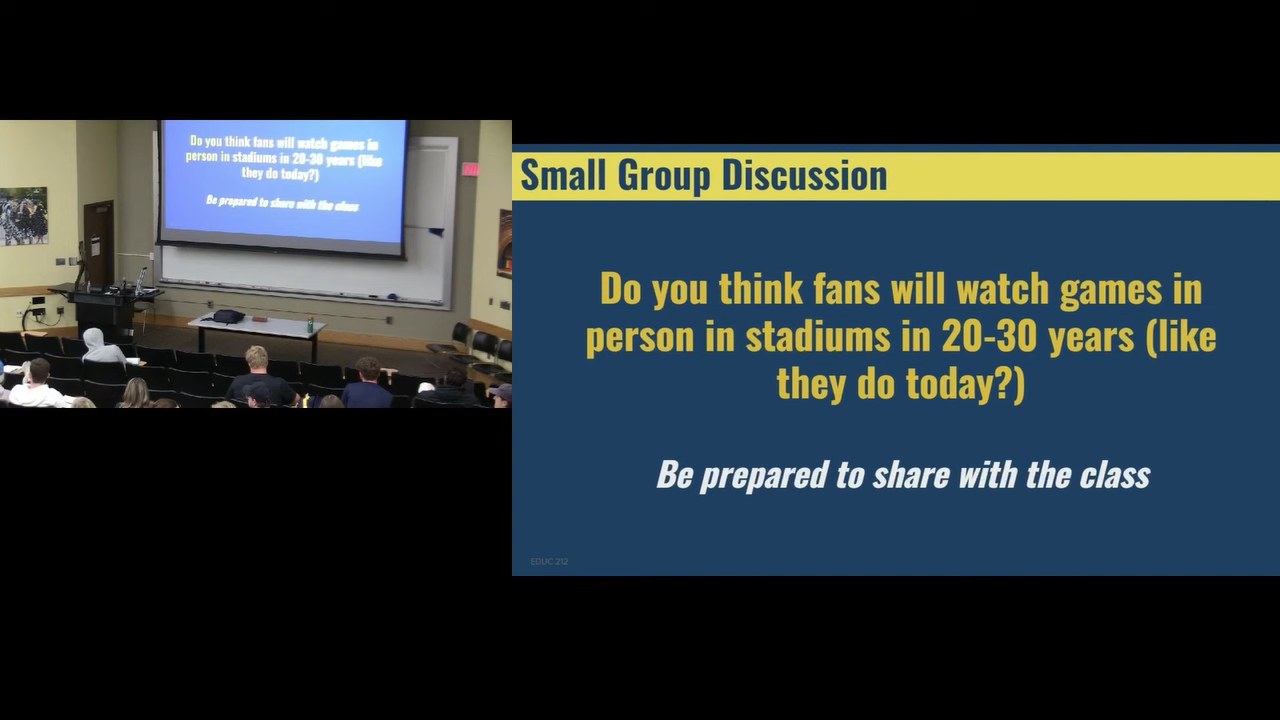 Do you think fans will watch games in
person in stadiums in 20-30 years (like
they do today?)
Be prepared to share with the class
Small Group Discussion
Do you think fans will watch games in
person in stadiums in 20-30 years (like
they do today?)
Be prepared to share with the class
EDUC 212